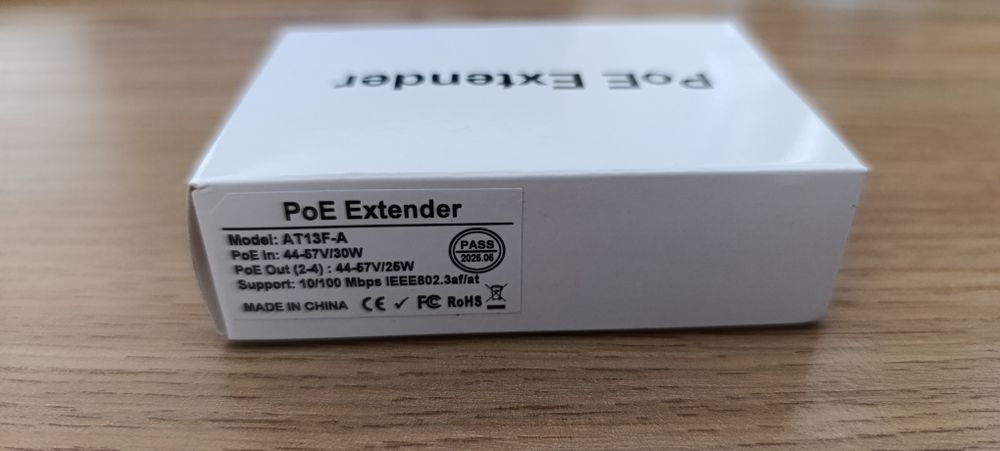 PoE Extender
PoE Extender
Model: AT13F-A
PoE In: 44-57V/30W
PoE Out (2-4) : 44-57V/25W
Support: 10/100 Mbps IEEE802.3af/at
PASS
2025.05
MADE IN CHINA CE ✓ FC RoHS